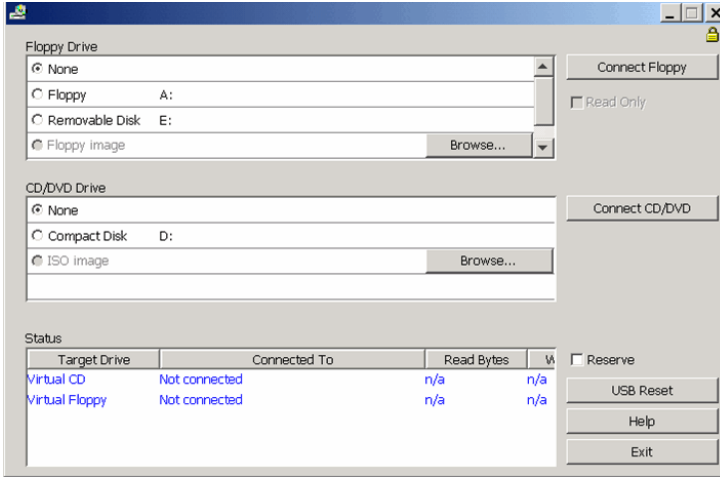 Floppy Drive
None
Floppy A:
Removable Disk E:
Floppy image Browse...
Connect Floppy
Read Only
CD/DVD Drive
None
Compact Disk D:
ISO image Browse...
Connect CD/DVD
Status
Target Drive Connected To Read Bytes
Virtual CD Not connected n/a n/a
Virtual Floppy Not connected n/a n/a
Reserve
USB Reset
Help
Exit